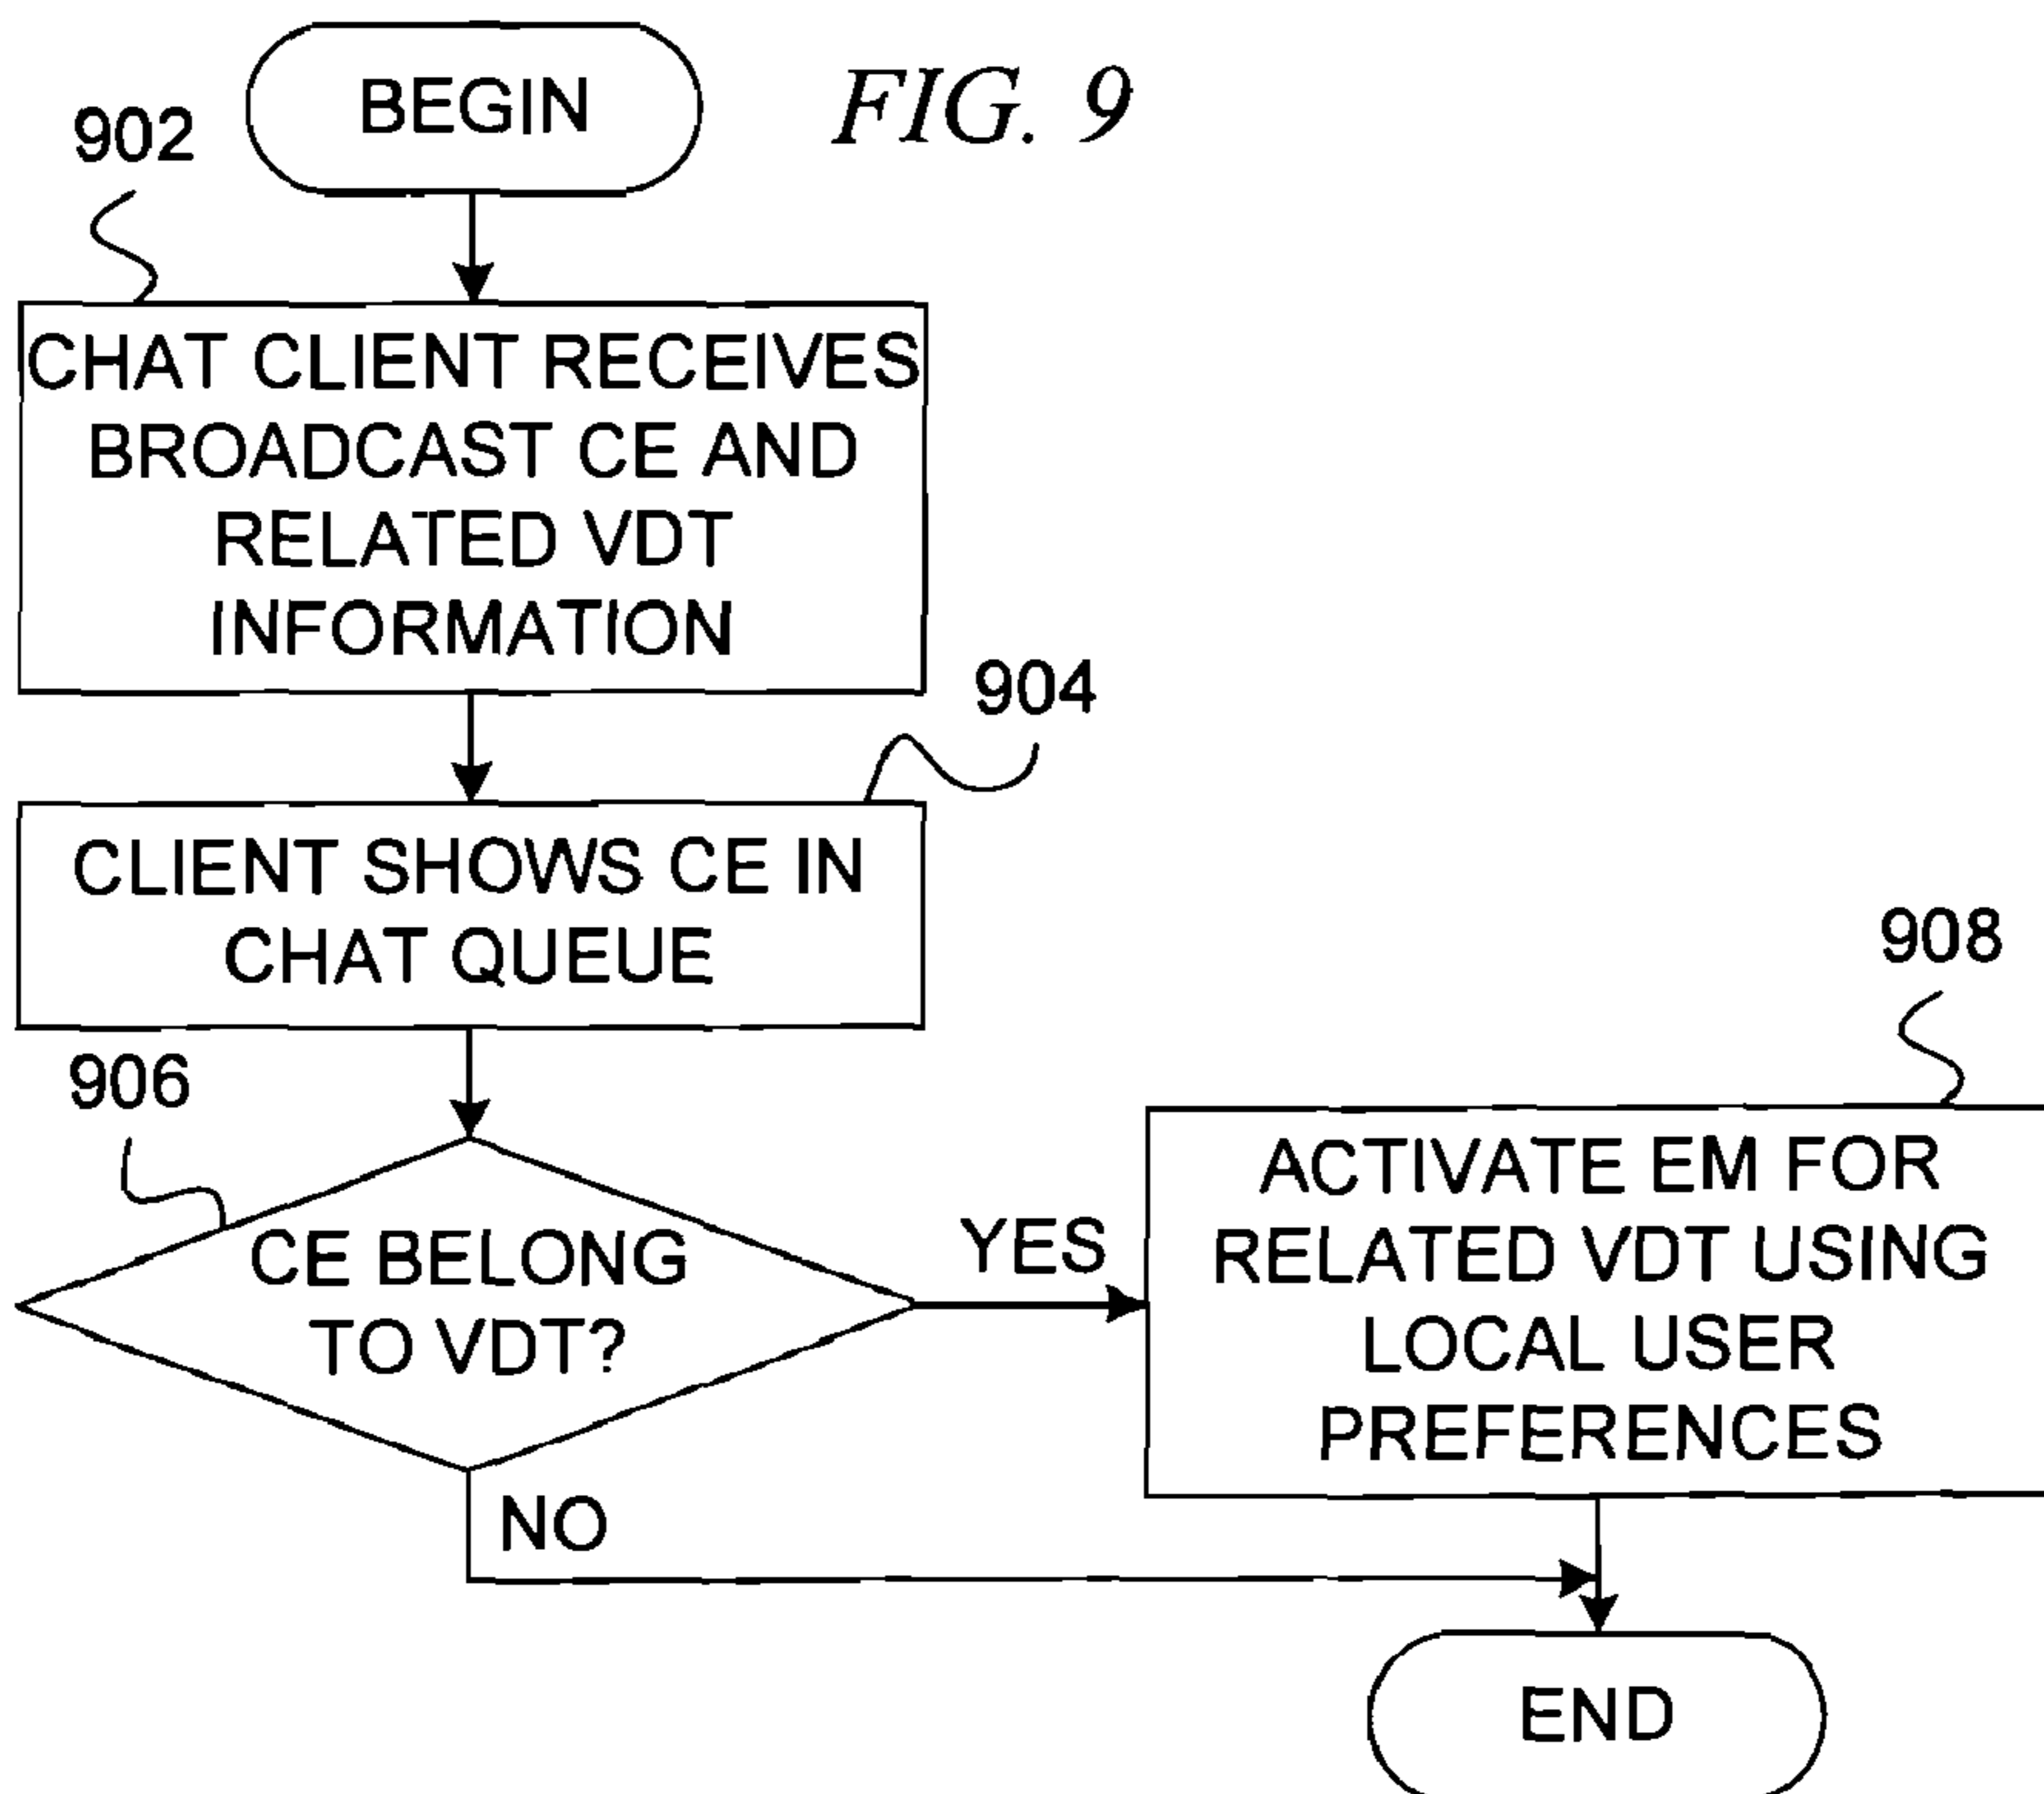 BEGIN
FIG. 9
902
CHAT CLIENT RECEIVES
BROADCAST CE AND
RELATED VDT
INFORMATION
904
CLIENT SHOWS CE IN
CHAT QUEUE
906
CE BELONG
TO VDT?
YES
NO
908
ACTIVATE EM FOR
RELATED VDT USING
LOCAL USER
PREFERENCES
END